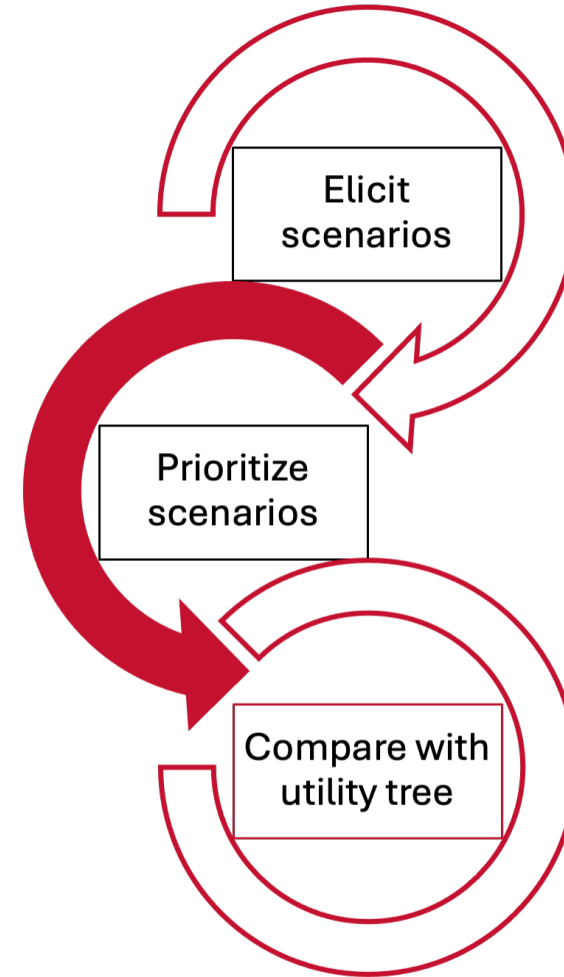 Elicit
scenarios
Prioritize
scenarios
Compare with
utility tree